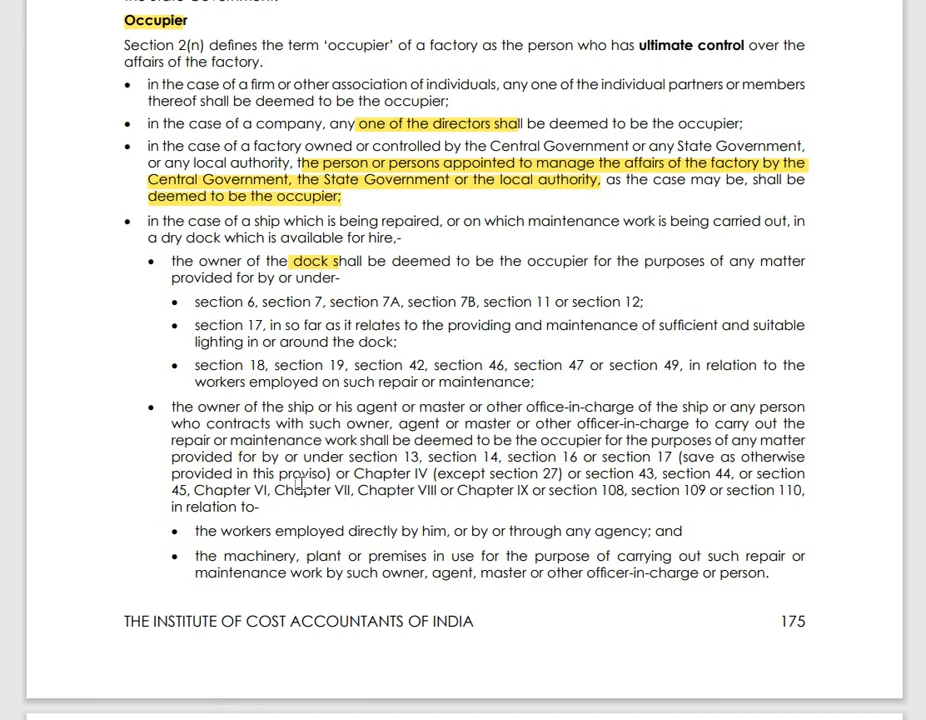 Occupier
Section 2(n) defines the term ‘occupier’ of a factory as the person who has ultimate control over the
affairs of the factory.
• in the case of a firm or other association of individuals, any one of the individual partners or members
thereof shall be deemed to be the occupier;
• in the case of a company, any one of the directors shall be deemed to be the occupier;
• in the case of a factory owned or controlled by the Central Government or any State Government,
or any local authority, the person or persons appointed to manage the affairs of the factory by the
Central Government, the State Government or the local authority, as the case may be, shall be
deemed to be the occupier;
• in the case of a ship which is being repaired, or on which maintenance work is being carried out, in
a dry dock which is available for hire,-
• the owner of the dock shall be deemed to be the occupier for the purposes of any matter
provided for by or under-
• section 6, section 7, section 7A, section 7B, section 11 or section 12;
• section 17, in so far as it relates to the providing and maintenance of sufficient and suitable
lighting in or around the dock;
• section 18, section 19, section 42, section 46, section 47 or section 49, in relation to the
workers employed on such repair or maintenance;
• the owner of the ship or his agent or master or other office-in-charge of the ship or any person
who contracts with such owner, agent or master or other officer-in-charge to carry out the
repair or maintenance work shall be deemed to be the occupier for the purposes of any matter
provided for by or under section 13, section 14, section 16 or section 17 (save as otherwise
provided in this proviso) or Chapter IV (except section 27) or section 43, section 44, or section
45, Chapter VI, Chapter VII, Chapter VIII or Chapter IX or section 108, section 109 or section 110,
in relation to-
• the workers employed directly by him, or by or through any agency; and
• the machinery, plant or premises in use for the purpose of carrying out such repair or
maintenance work by such owner, agent, master or other officer-in-charge or person.
THE INSTITUTE OF COST ACCOUNTANTS OF INDIA 175